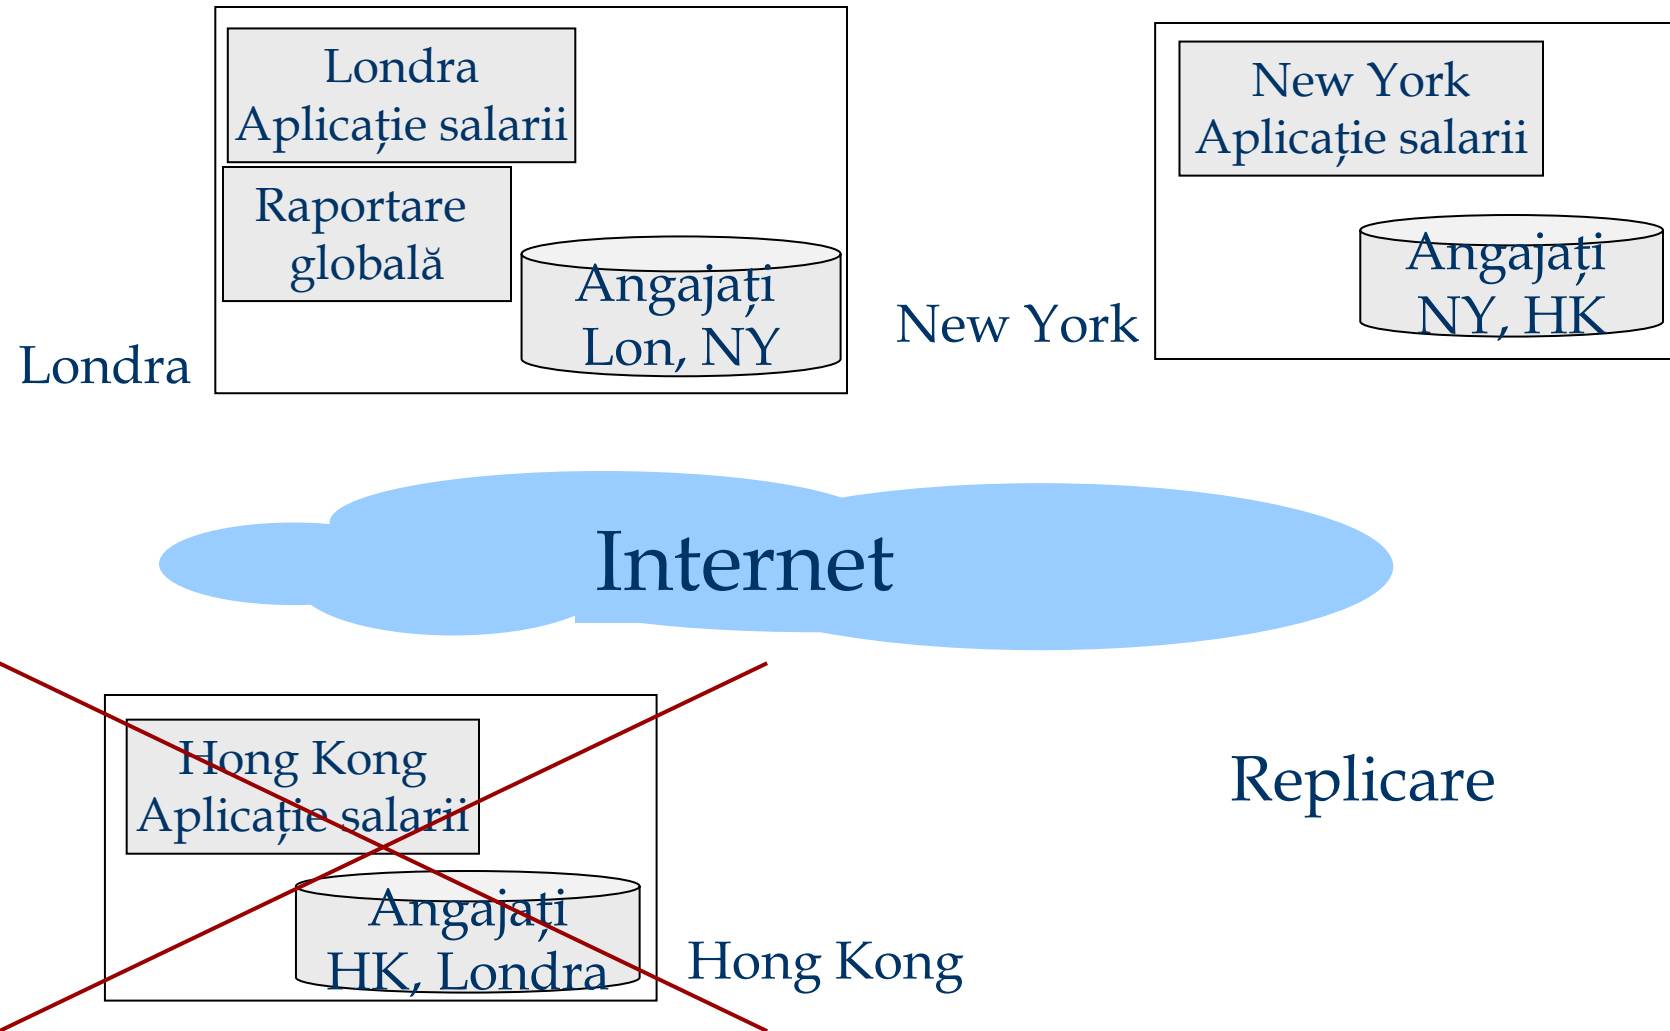 Londra
Aplicație salarii
Raportare
globală
Angajați
Lon, NY
Londra
New York
Aplicație salarii
Angajați
NY, HK
New York
Internet
Hong Kong
Aplicație salarii
Angajați
HK, Londra
Hong Kong
Replicare